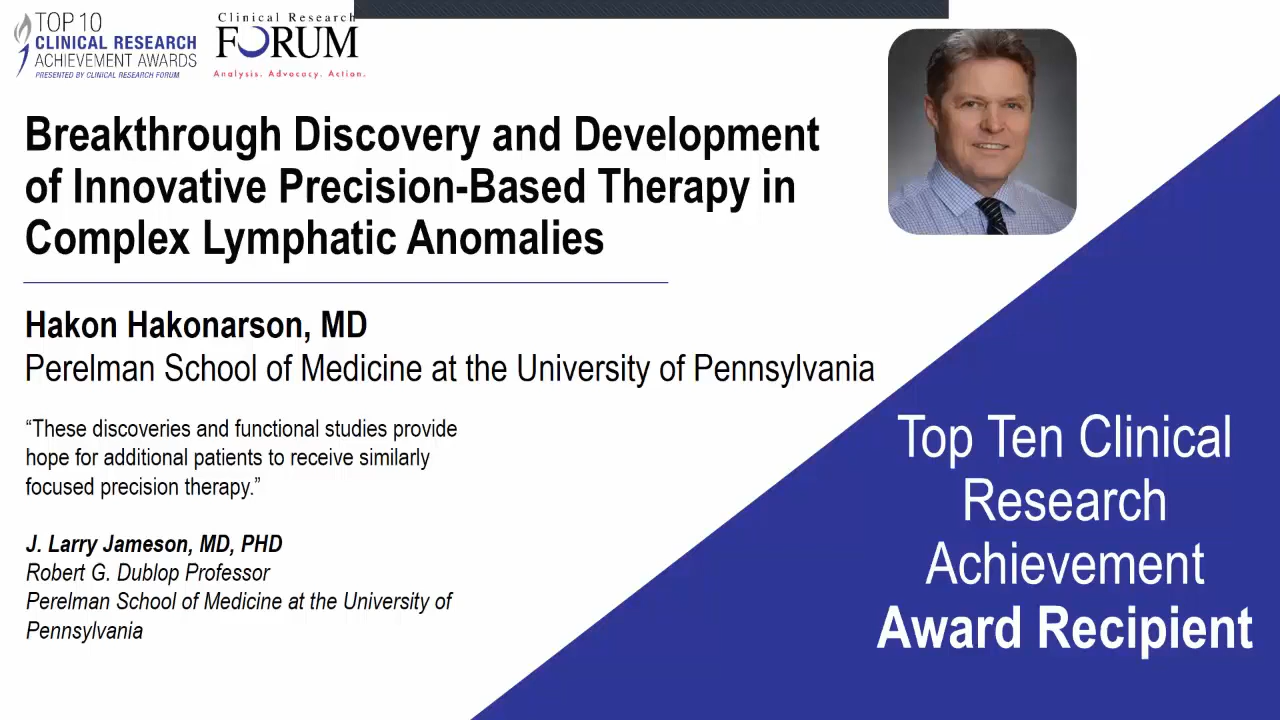 TOP 10
CLINICAL RESEARCH
ACHIEVEMENT AWARDS
PRESENTED BY CLINICAL RESEARCH FORUM
Clinical Research
FORUM
Analysis. Advocacy. Action.
Breakthrough Discovery and Development
of Innovative Precision-Based Therapy in
Complex Lymphatic Anomalies
Hakon Hakonarson, MD
Perelman School of Medicine at the University of Pennsylvania
“These discoveries and functional studies provide
hope for additional patients to receive similarly
focused precision therapy.”
J. Larry Jameson, MD, PHD
Robert G. Dublop Professor
Perelman School of Medicine at the University of
Pennsylvania
Top Ten Clinical
Research
Achievement
Award Recipient